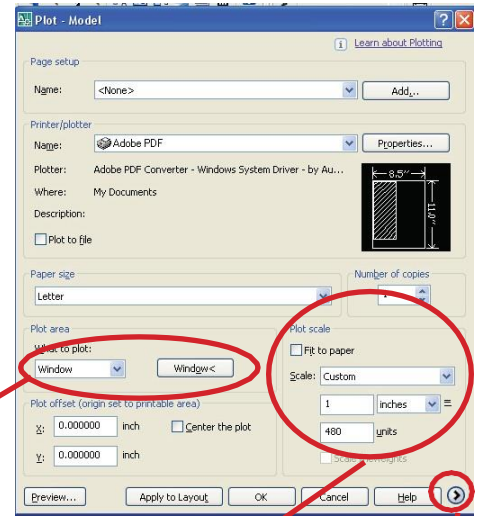 Plot - Model
Learn about Plotting
Page setup
Name:
<None>
Add...
Printer/plotter
Name:
Adobe PDF
Properties...
Plotter:
Adobe PDF Converter - Windows System Driver - by Au...
Where:
My Documents
Description:
Plot to file
8.5"
11.0"
Paper size
Number of copies
Letter
Plot area
Plot scale
What to plot:
Fit to paper
Window
Window<
Scale:
Custom
Plot offset (origin set to printable area)
1
inches
=
X:
0.000000
inch
Center the plot
480
units
Y:
0.000000
inch
Scale lineweights
Preview...
Apply to Layout
OK
Cancel
Help